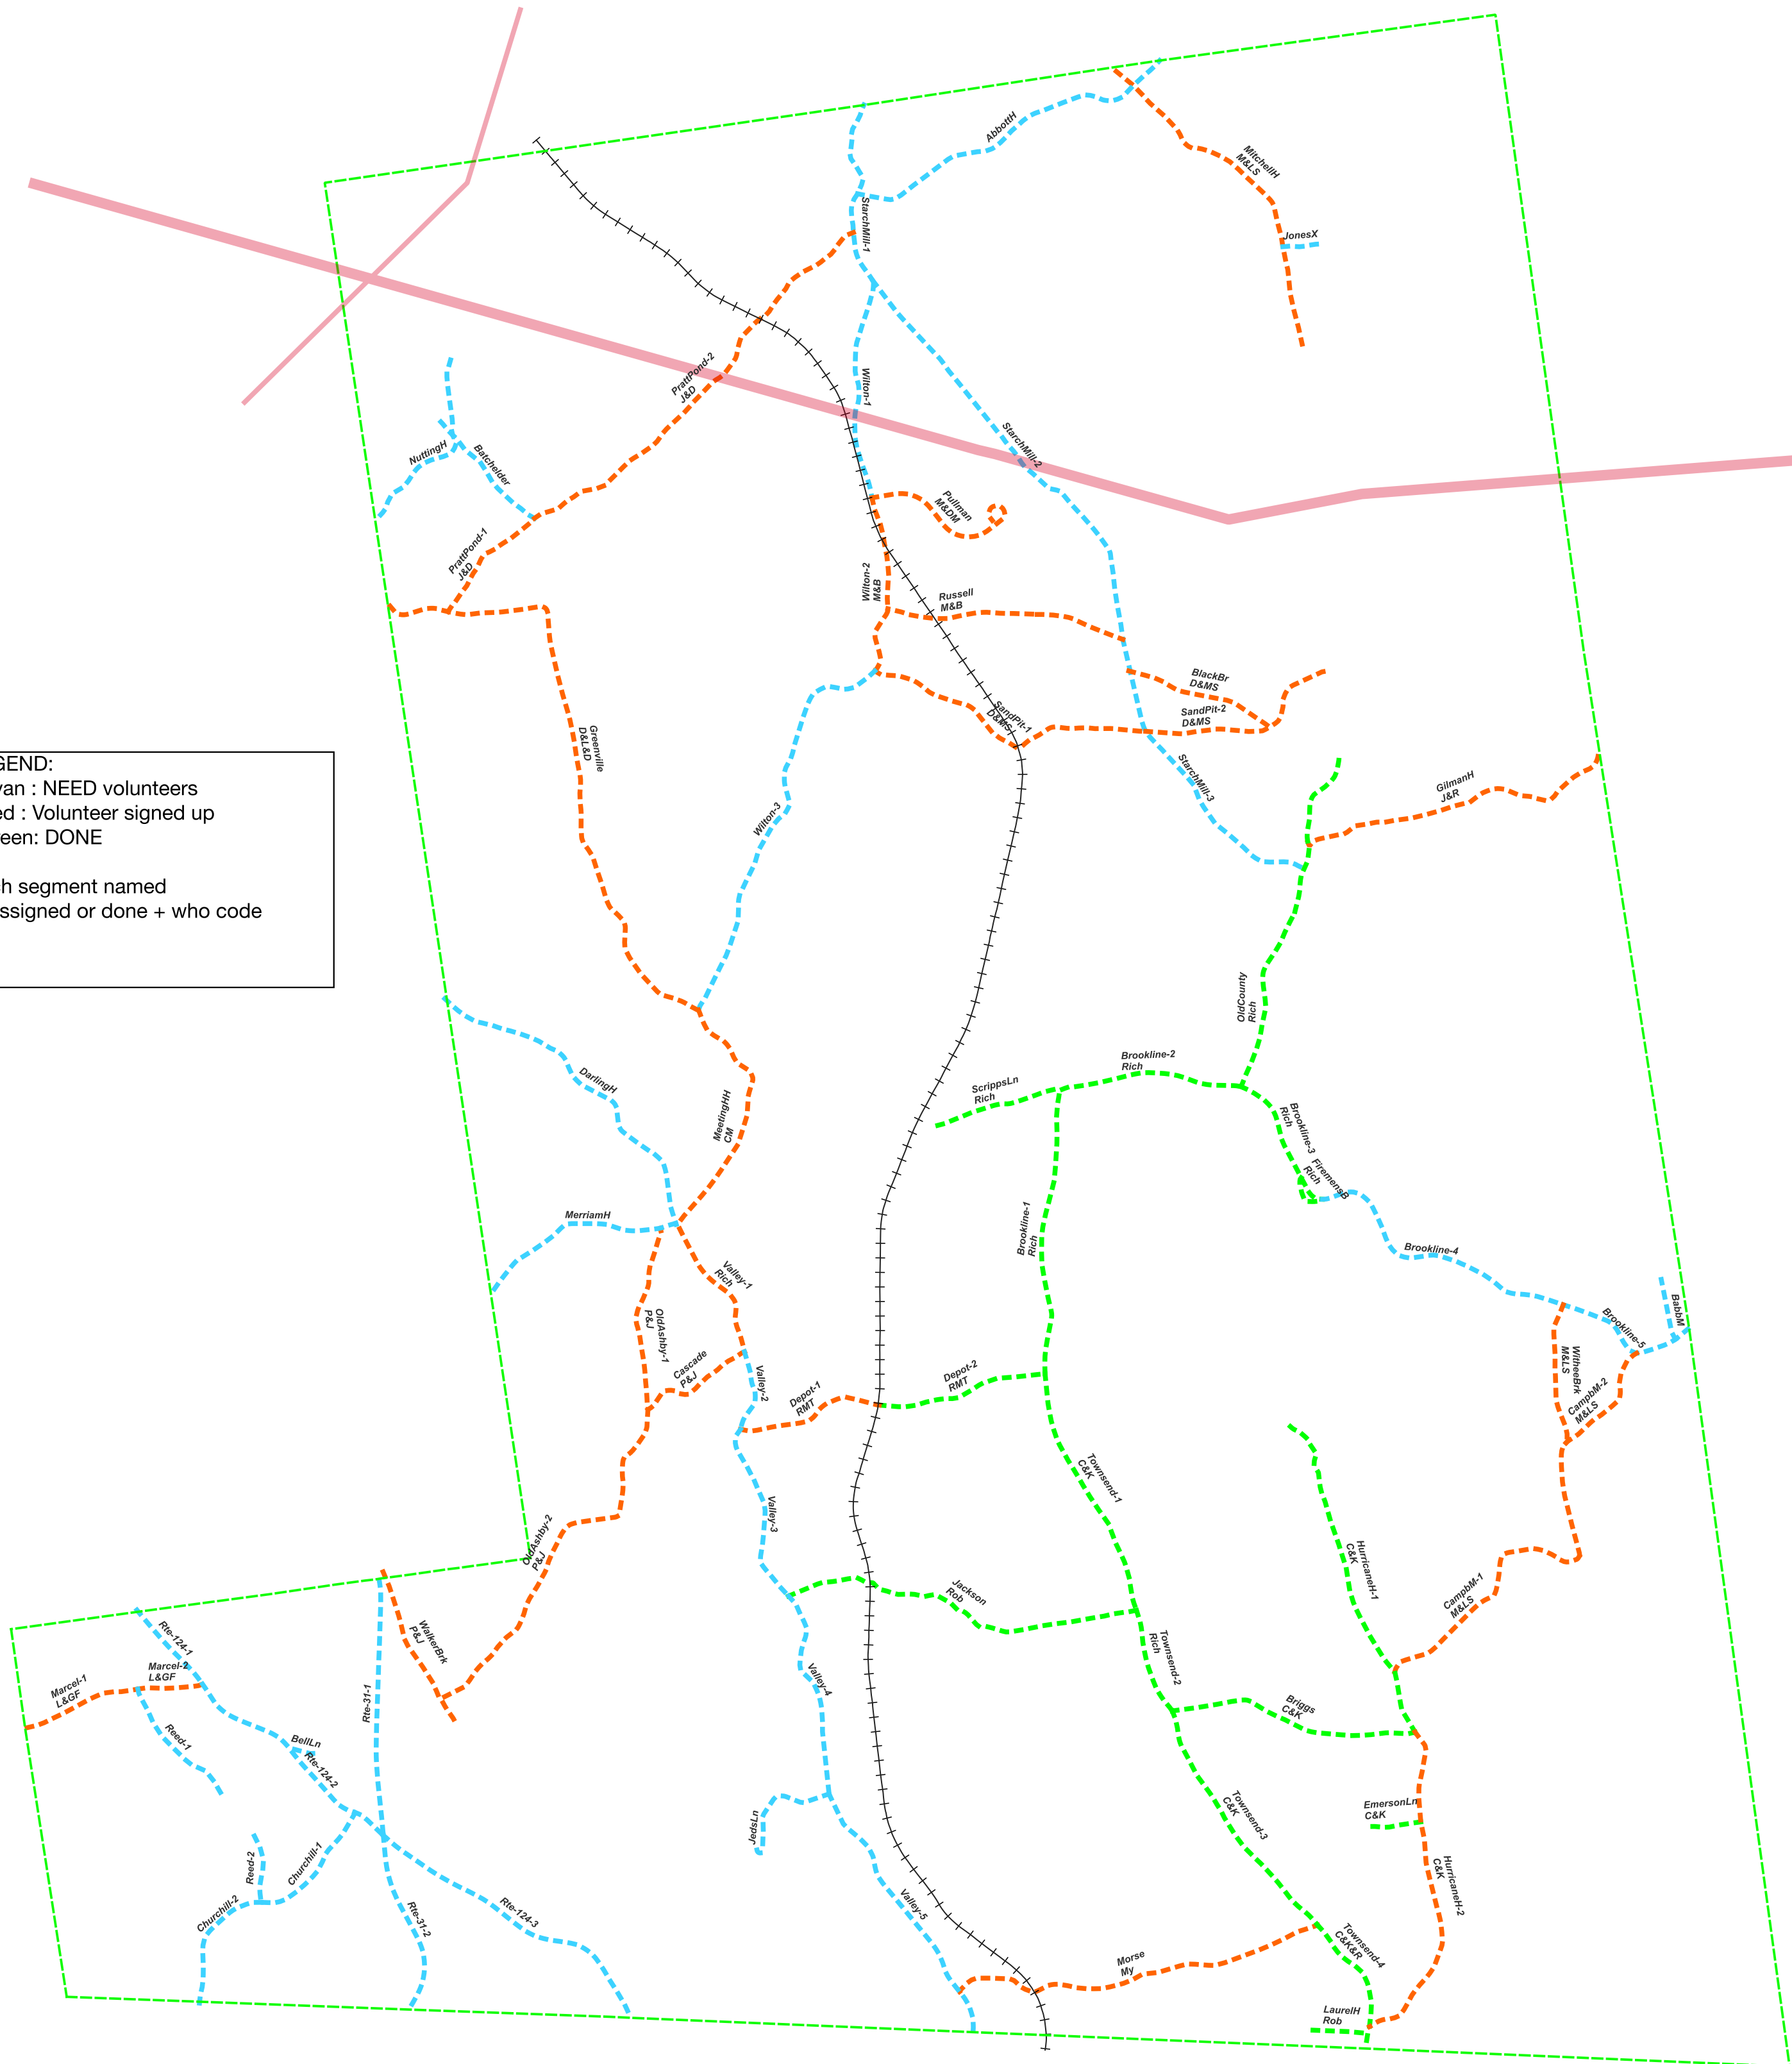 AbbottH
MitchellH
M&LS
StarchMill-1
JonesX
PrattPond-2
J&D
Wilton-1
StarchMill-2
NuttingH
Batchelder
Pullman
M&DM
PrattPond-1
J&D
Wilton-2
M&B
Russell
M&B
BlackBr
D&MS
SandPit-1
D&MS
SandPit-2
D&MS
Greenville
D&L&D
StarchMill-3
GilmanH
J&R
Wilton-3
GEND:
yan : NEED volunteers
ed : Volunteer signed up
reen: DONE
ch segment named
assigned or done + who code
OldCounty
Rich
Brookline-2
Rich
ScrippsLn
Rich
DarlingH
MeetingHH
CM
Brookline-3
Rich
FiremensB
Rich
MerriamH
Brookline-1
Rich
Brookline-4
Valley-1
Rich
BabbM
OldAshby-1
P&J
Brookline-5
Cascade
P&J
WitheeBrk
M&LS
Valley-2
Depot-1
RMT
Depot-2
RMT
CampbM-2
M&LS
Townsend-1
C&K
Valley-3
OldAshby-2
P&J
HurricaneH-1
C&K
CampbM-1
M&LS
Jackson
Rob
Rte-124-1
WalkerBrk
P&J
Townsend-2
Rich
Marcel-1
L&GF
Marcel-2
L&GF
Valley-4
Rte-31-1
Briggs
C&K
Reed-1
BellLn
Rte-124-2
EmersonLn
C&K
JedsLn
Townsend-3
C&K
Reed-2
Churchill-1
HurricaneH-2
C&K
Churchill-2
Rte-31-2
Rte-124-3
Valley-5
Townsend-4
C&K&R
Morse
My
LaurelH
Rob